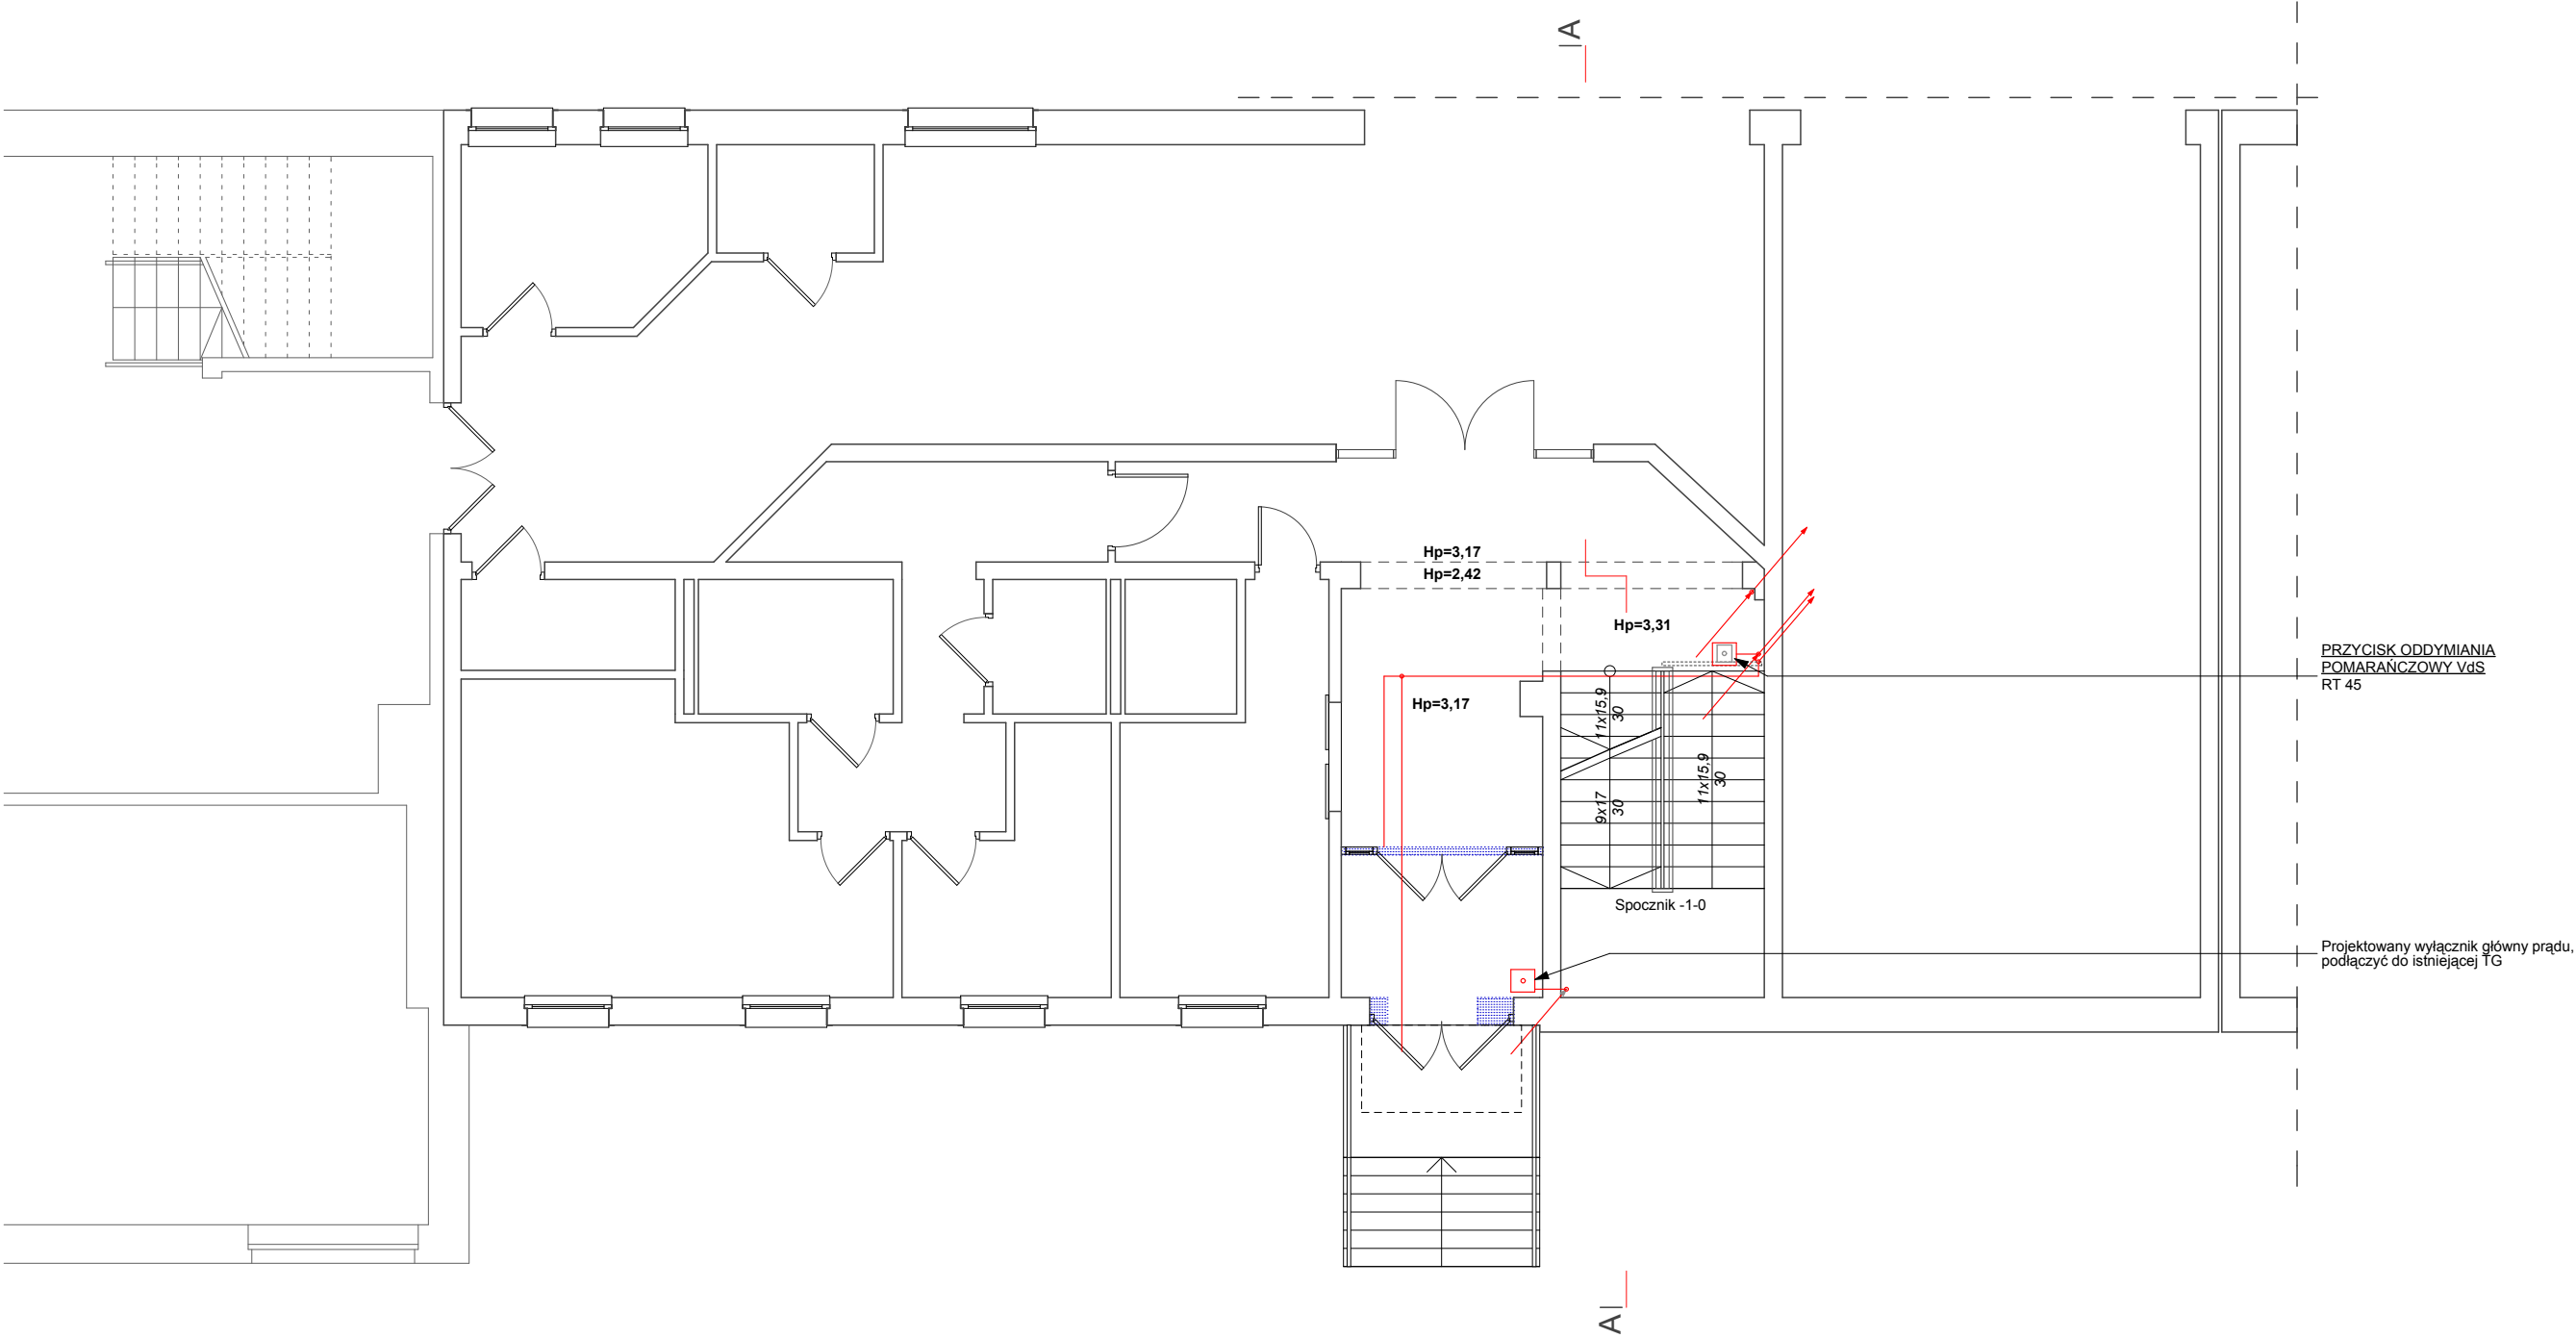 A
Hp=3,17
Hp=2,42
Hp=3,31
PRZYCISK ODDYMIANIA
POMARAŃCZOWY VdS
RT 45
Hp=3,17
11x15,9
30
11x15,9
30
9x17
30
Spocznik -1-0
Projektowany wyłącznik główny prądu,
podłączyć do istniejącej TG
A